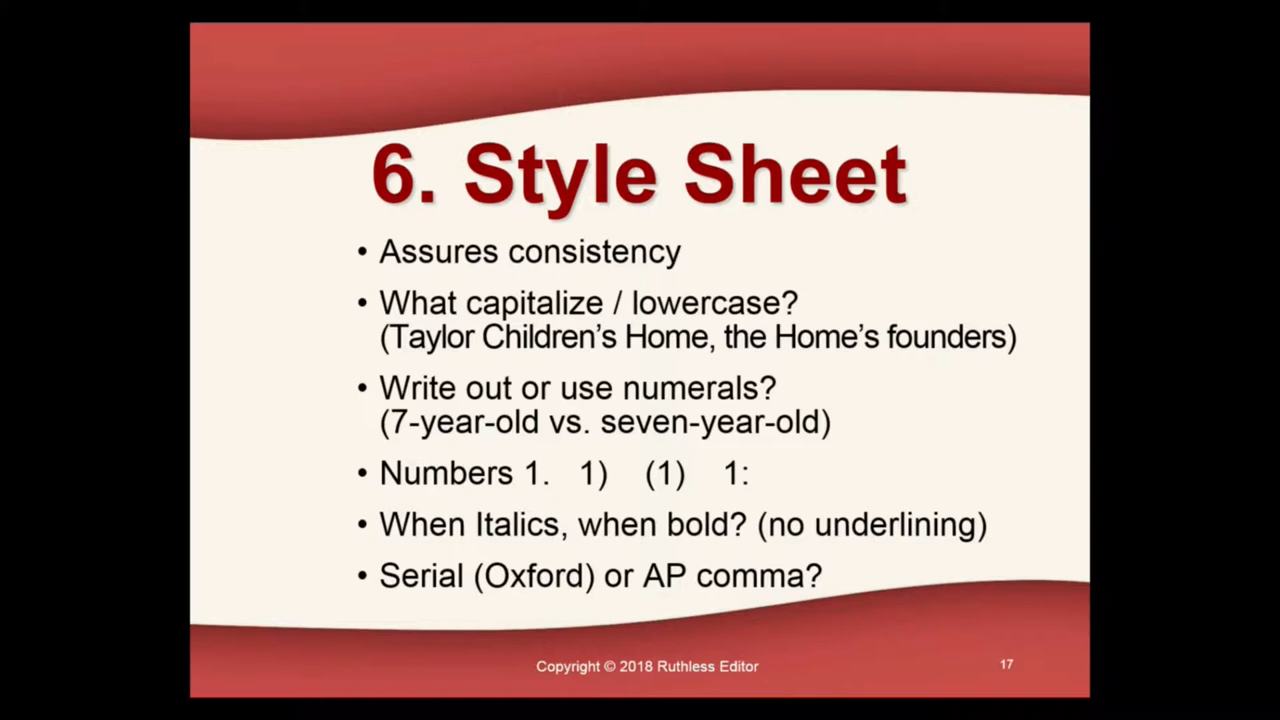 6. Style Sheet
• Assures consistency
• What capitalize / lowercase?
(Taylor Children’s Home, the Home’s founders)
• Write out or use numerals?
(7-year-old vs. seven-year-old)
• Numbers 1. 1) (1) 1:
• When Italics, when bold? (no underlining)
• Serial (Oxford) or AP comma?
Copyright © 2018 Ruthless Editor
17